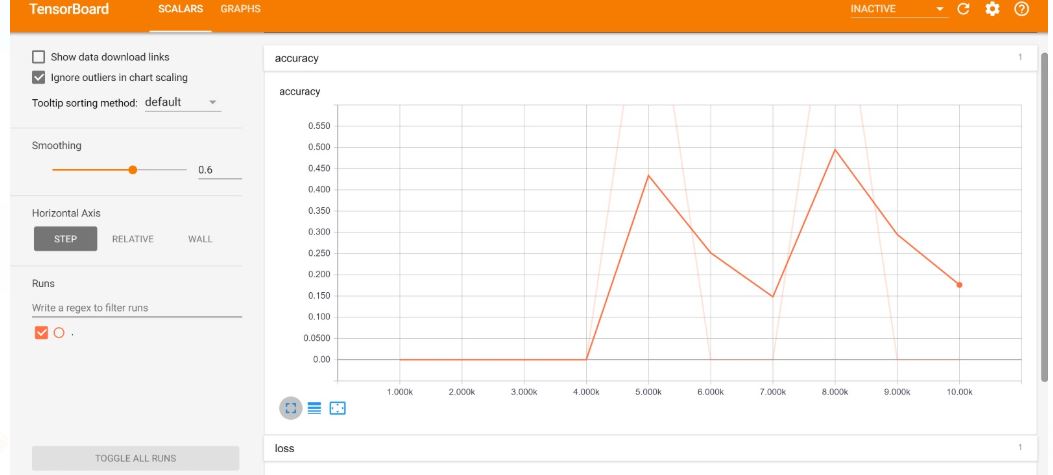 TensorBoard SCALARS GRAPHS INACTIVE
Show data download links
Ignore outliers in chart scaling
Tooltip sorting method: default
Smoothing
0.6
Horizontal Axis
STEP RELATIVE WALL
Runs
Write a regex to filter runs
.
TOGGLE ALL RUNS
accuracy 1
accuracy
0.550
0.500
0.450
0.400
0.350
0.300
0.250
0.200
0.150
0.100
0.0500
0.00
1.000k 2.000k 3.000k 4.000k 5.000k 6.000k 7.000k 8.000k 9.000k 10.00k
loss 1